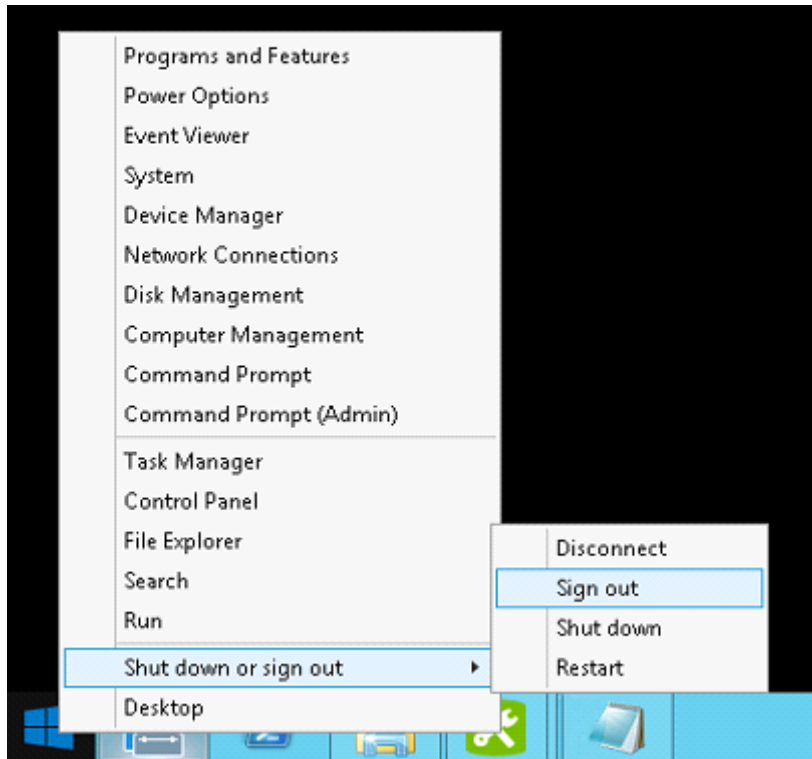 Programs and Features
Power Options
Event Viewer
System
Device Manager
Network Connections
Disk Management
Computer Management
Command Prompt
Command Prompt (Admin)
Task Manager
Control Panel
File Explorer
Search
Run
Shut down or sign out
Desktop
Disconnect
Sign out
Shut down
Restart